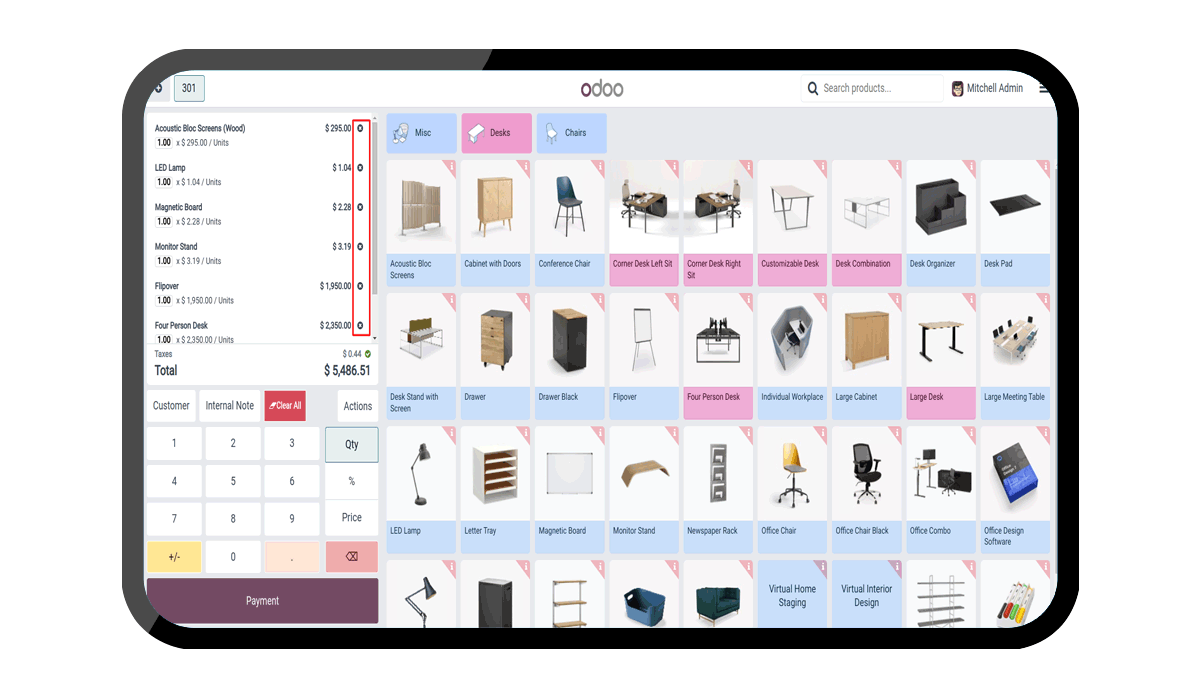 301
odoo
Search products...
Mitchell Admin
Acoustic Bloc Screens (Wood) $ 295.00
1.00 x $ 295.00 / Units
LED Lamp $ 1.04
1.00 x $ 1.04 / Units
Magnetic Board $ 2.28
1.00 x $ 2.28 / Units
Monitor Stand $ 3.19
1.00 x $ 3.19 / Units
Flipover $ 1,950.00
1.00 x $ 1,950.00 / Units
Four Person Desk $ 2,350.00
1.00 x $ 2,350.00 / Units
Taxes $ 0.44
Total $ 5,486.51
Customer Internal Note Clear All Actions
1 2 3 Qty
4 5 6 %
7 8 9 Price
+/- 0 .
Payment
Misc Desks Chairs
Acoustic Bloc
Screens
Cabinet with Doors
Conference Chair
Corner Desk Left Sit
Corner Desk Right
Sit
Customizable Desk
Desk Combination
Desk Organizer
Desk Pad
Desk Stand with
Screen
Drawer
Drawer Black
Flipover
Four Person Desk
Individual Workplace
Large Cabinet
Large Desk
Large Meeting Table
LED Lamp
Letter Tray
Magnetic Board
Monitor Stand
Newspaper Rack
Office Chair
Office Chair Black
Office Combo
Office Design
Software
Virtual Home
Staging
Virtual Interior
Design